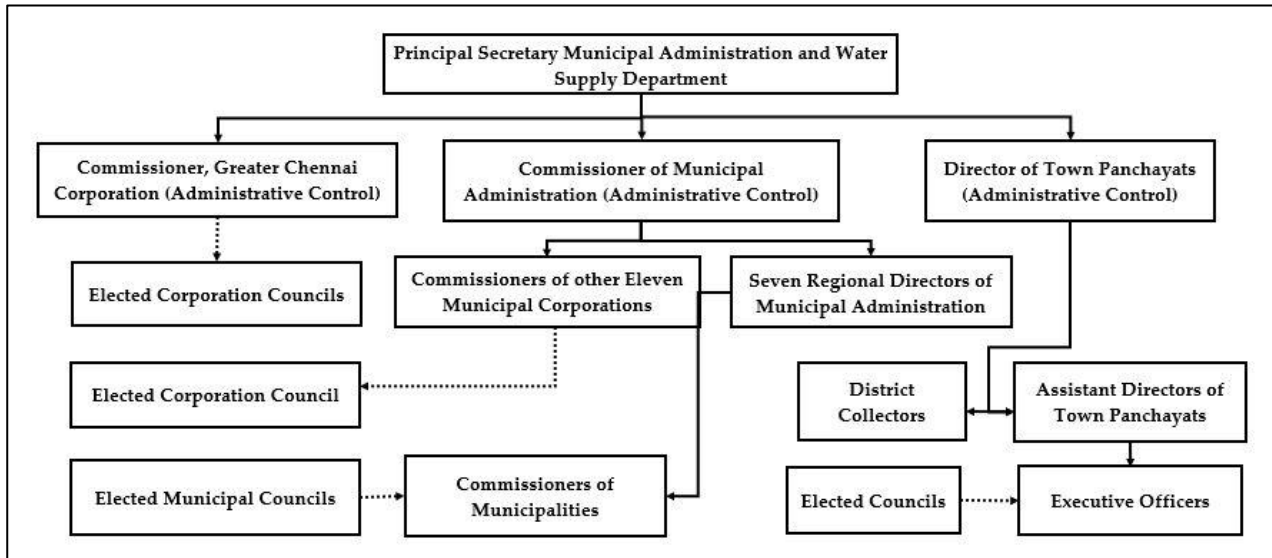 Principal Secretary Municipal Administration and Water
Supply Department
Commissioner, Greater Chennai
Corporation (Administrative Control)
Commissioner of Municipal
Administration (Administrative Control)
Director of Town Panchayats
(Administrative Control)
Elected Corporation Councils
Commissioners of other Eleven
Municipal Corporations
Seven Regional Directors of
Municipal Administration
Elected Corporation Council
District
Collectors
Assistant Directors of
Town Panchayats
Elected Municipal Councils
Commissioners of
Municipalities
Elected Councils
Executive Officers